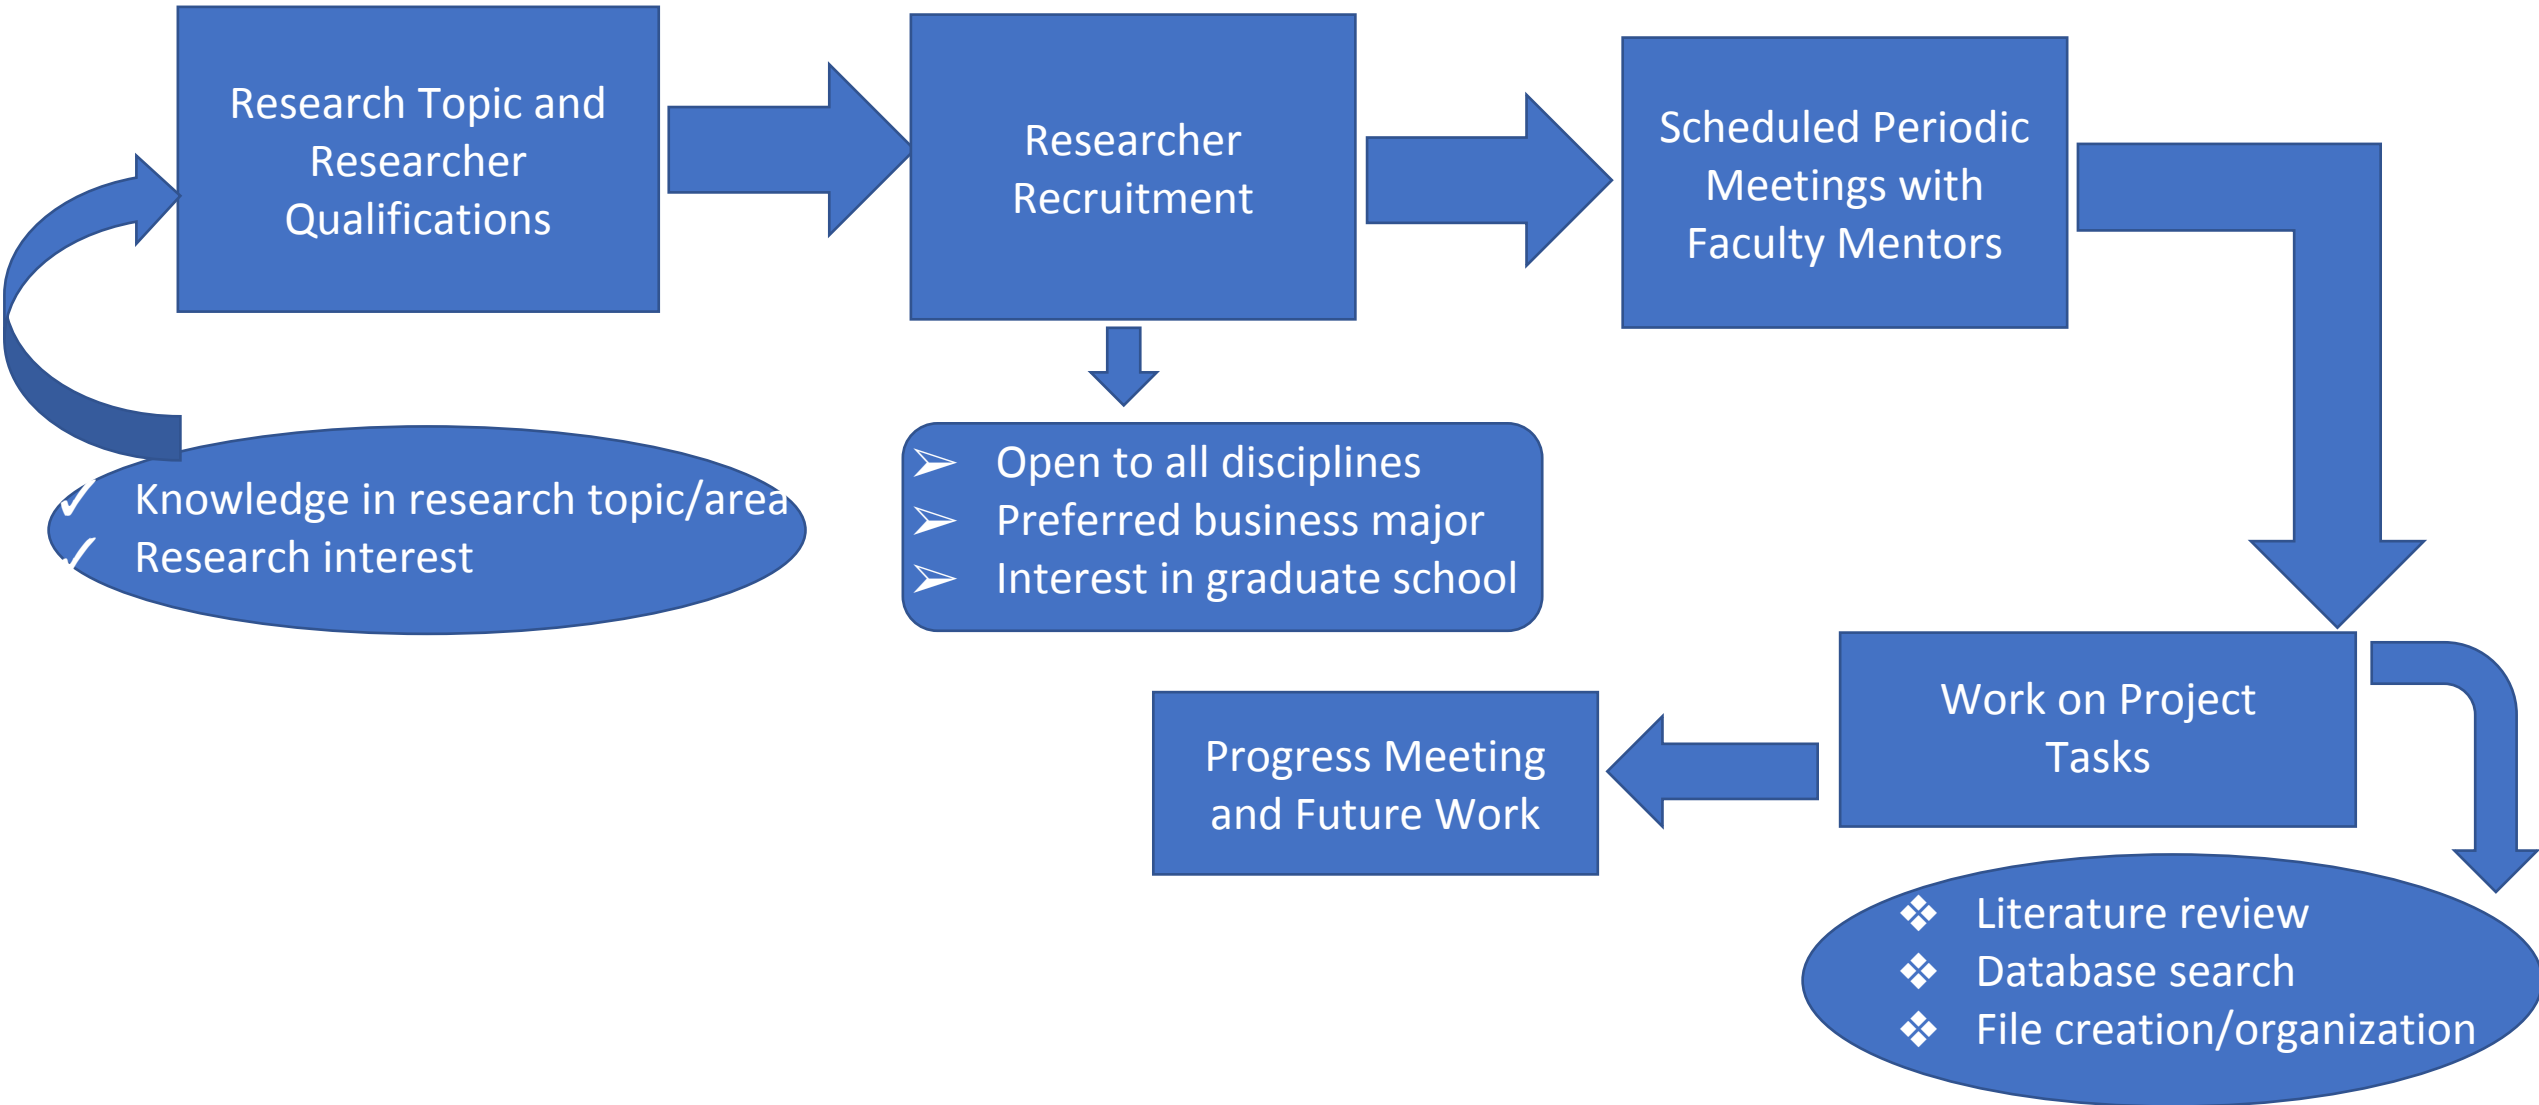 Research Topic and
Researcher
Qualifications
Researcher
Recruitment
Scheduled Periodic
Meetings with
Faculty Mentors
✓ Knowledge in research topic/area
✓ Research interest
➢ Open to all disciplines
➢ Preferred business major
➢ Interest in graduate school
Work on Project
Tasks
Progress Meeting
and Future Work
❖ Literature review
❖ Database search
❖ File creation/organization